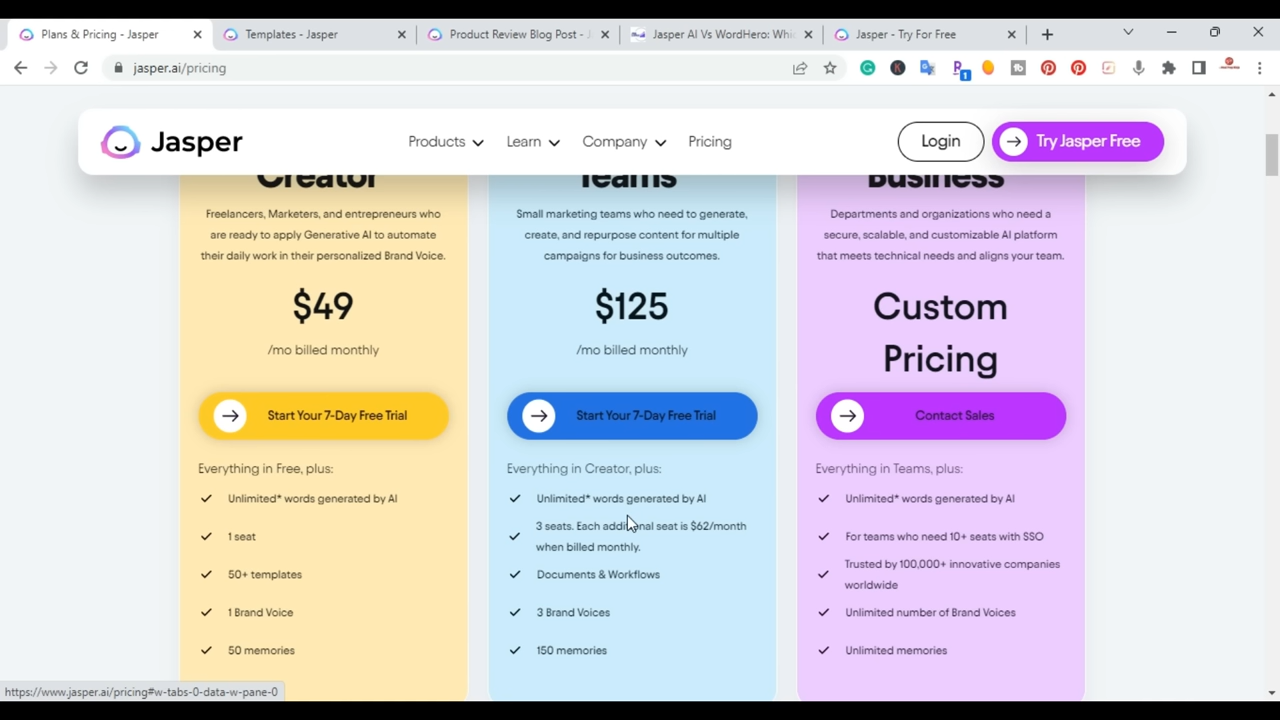 Plans & Pricing - Jasper
Templates - Jasper
Product Review Blog Post - J
Jasper AI Vs WordHero: Whic
Jasper - Try For Free
jasper.ai/pricing
1
Jasper
Products
Learn
Company
Pricing
Login
Try Jasper Free
Creator
Freelancers, Marketers, and entrepreneurs who
are ready to apply Generative AI to automate
their daily work in their personalized Brand Voice.
$49
/mo billed monthly
Start Your 7-Day Free Trial
Everything in Free, plus:
Unlimited* words generated by AI
1 seat
50+ templates
1 Brand Voice
50 memories
Teams
Small marketing teams who need to generate,
create, and repurpose content for multiple
campaigns for business outcomes.
$125
/mo billed monthly
Start Your 7-Day Free Trial
Everything in Creator, plus:
Unlimited* words generated by AI
3 seats. Each additional seat is $62/month
when billed monthly.
Documents & Workflows
3 Brand Voices
150 memories
Business
Departments and organizations who need a
secure, scalable, and customizable AI platform
that meets technical needs and aligns your team.
Custom
Pricing
Contact Sales
Everything in Teams, plus:
Unlimited* words generated by AI
For teams who need 10+ seats with SSO
Trusted by 100,000+ innovative companies
worldwide
Unlimited number of Brand Voices
Unlimited memories
https://www.jasper.ai/pricing#w-tabs-0-data-w-pane-0